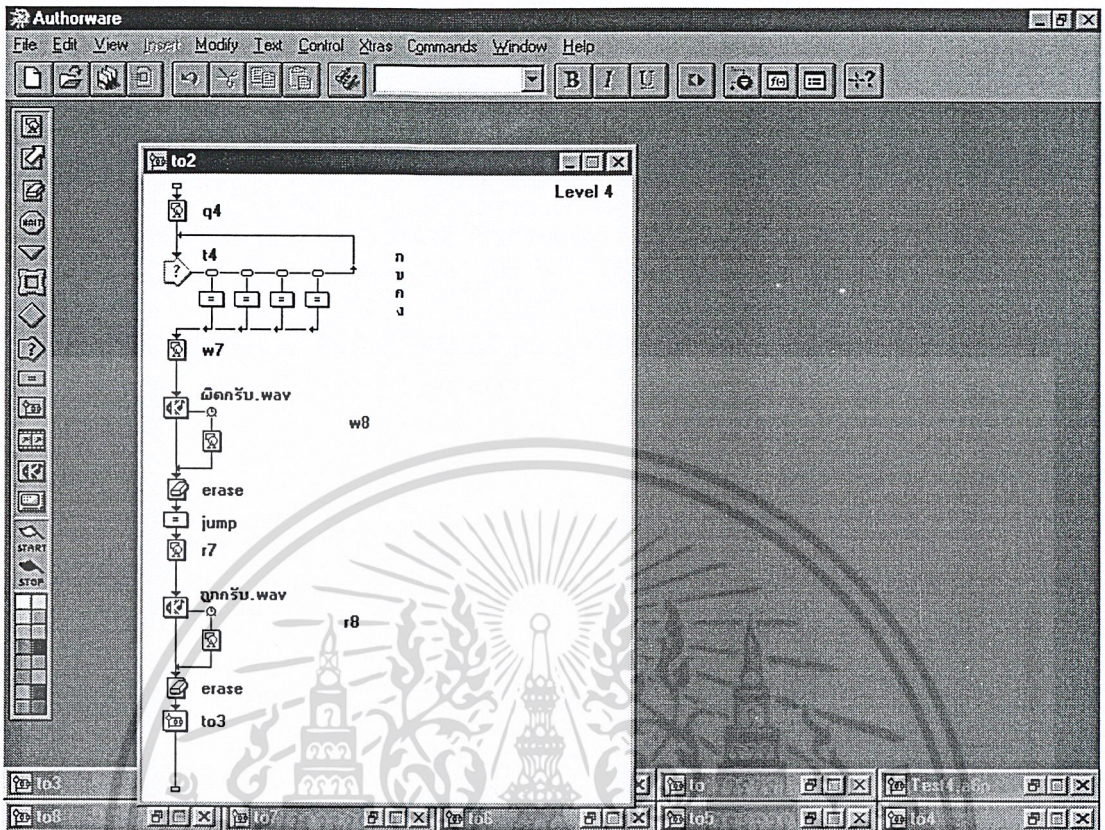 Authorware
File Edit View Insert Modify Text Control Xtras Commands Window Help
B I U
to2
Level 4
q4
t4
ก
ข
ค
ง
w7
ผิดครับ.wav
w8
erase
jump
r7
ถูกครับ.wav
r8
erase
to3
WAIT
START
STOP
to3
to
to8
to7
to6
to5
to4